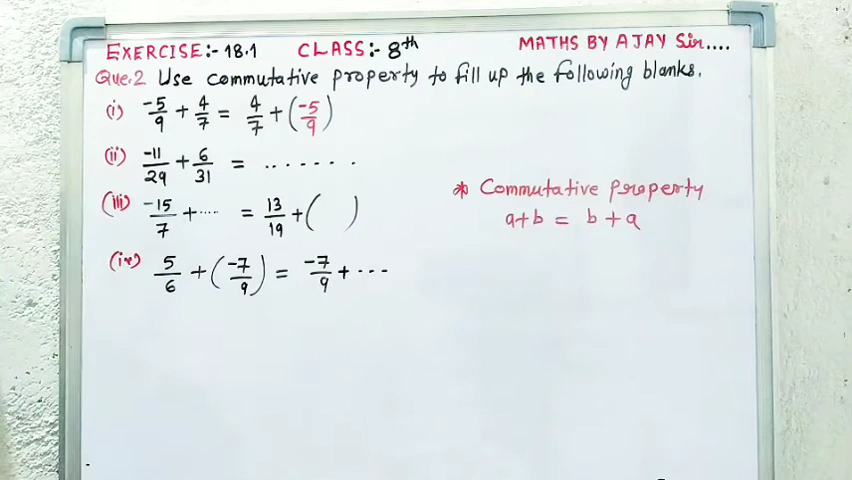 EXERCISE:- 18.1 CLASS:- 8th MATHS BY AJAY Sir....
Que.2 Use commutative property to fill up the following blanks.
(i) -5/9 + 4/7 = 4/7 + (-5/9)
(ii) -11/29 + 6/31 = .......
(iii) -15/7 + ..... = 13/19 + ( )
* Commutative property
a+b = b+a
(iv) 5/6 + (-7/9) = -7/9 + ...